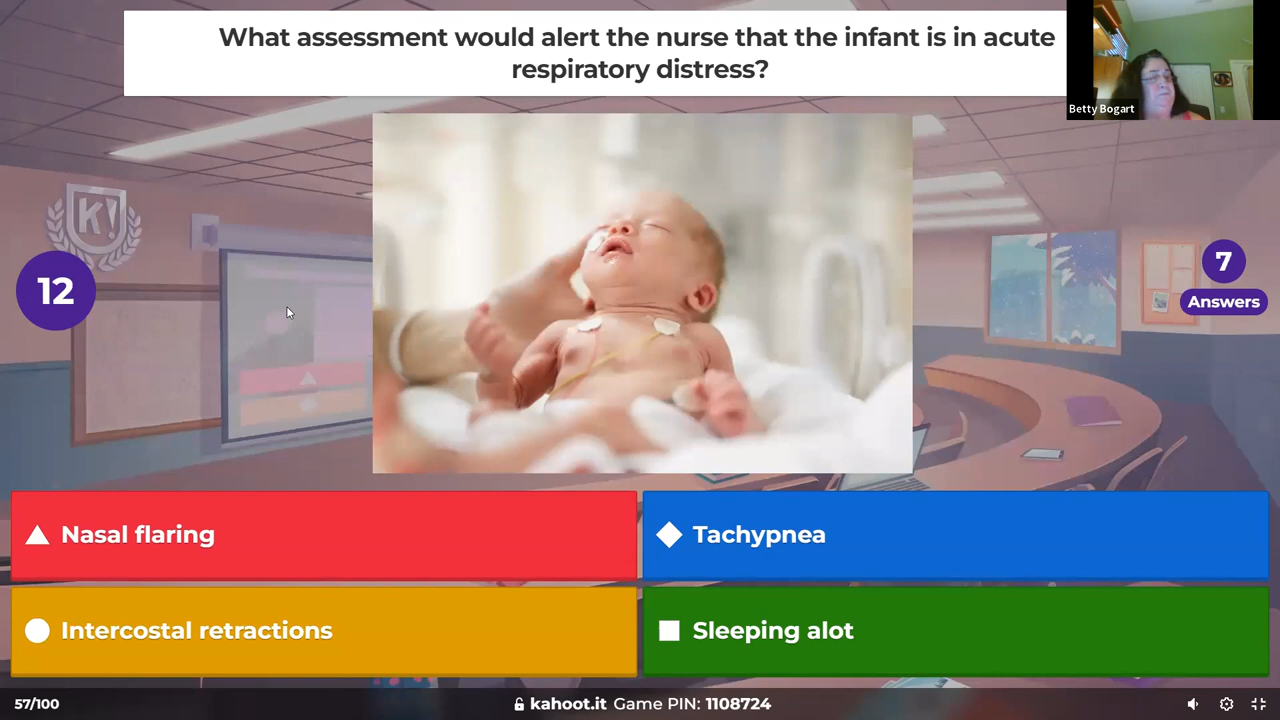 What assessment would alert the nurse that the infant is in acute
respiratory distress?
Betty Bogart
K!
12
7
Answers
Nasal flaring
Tachypnea
Intercostal retractions
Sleeping alot
57/100
kahoot.it Game PIN: 1108724